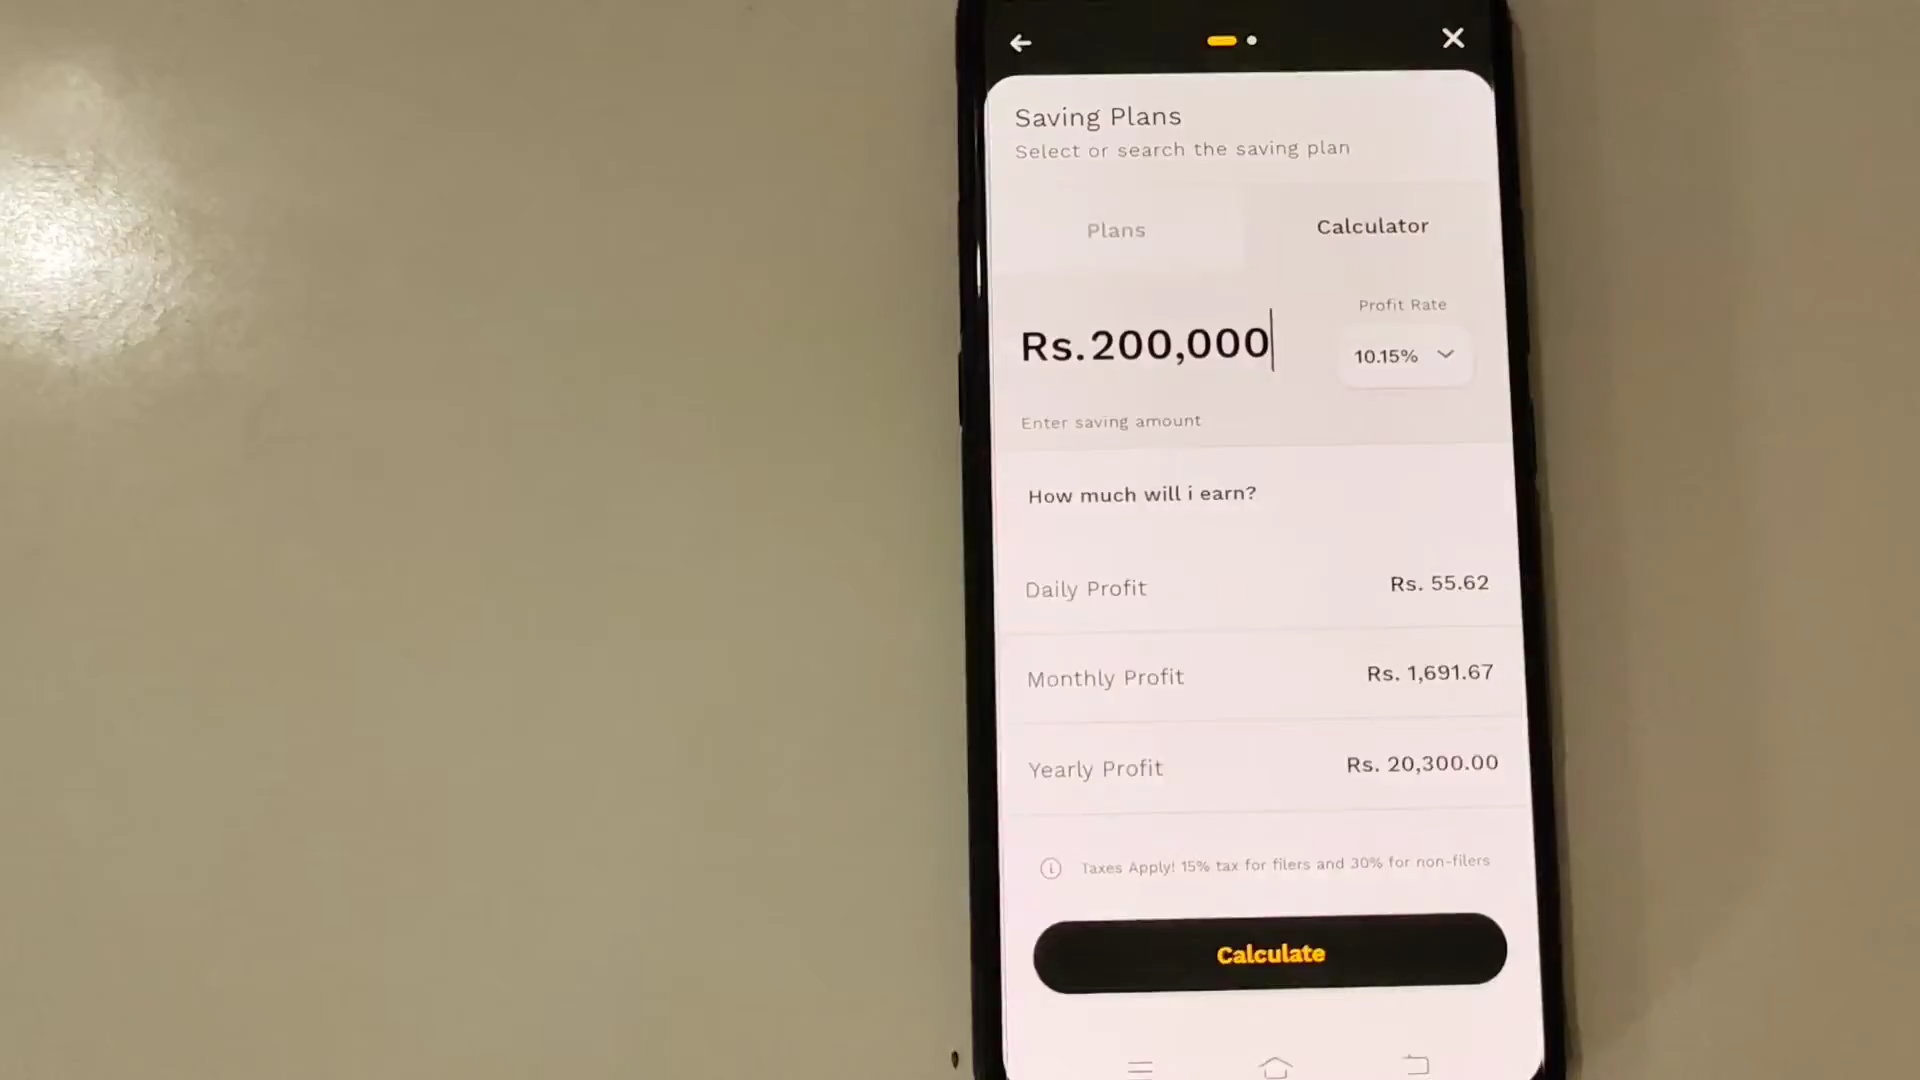 Saving Plans
Select or search the saving plan
Plans
Calculator
Profit Rate
Rs.200,000
10.15%
Enter saving amount
How much will i earn?
Daily Profit
Rs. 55.62
Monthly Profit
Rs. 1,691.67
Yearly Profit
Rs. 20,300.00
Taxes Apply! 15% tax for filers and 30% for non-filers
Calculate